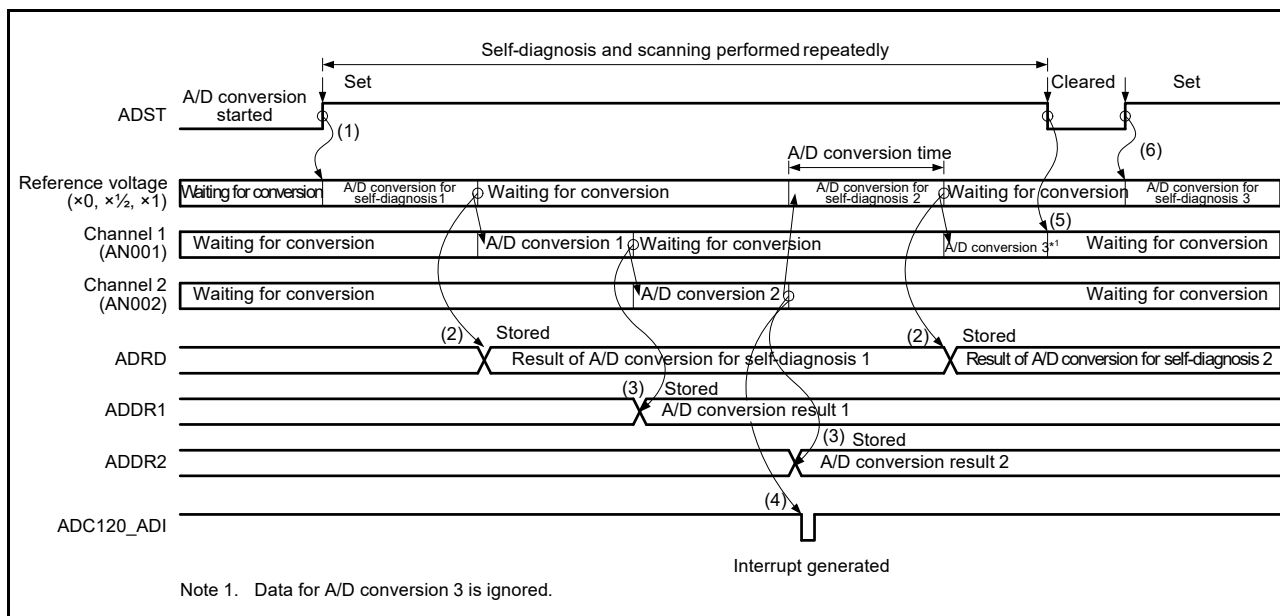 Self-diagnosis and scanning performed repeatedly
Set
Cleared
Set
A/D conversion
started
ADST
(1)
A/D conversion time
(6)
Reference voltage
(×0, ×½, ×1)
Waiting for conversion
A/D conversion for
self-diagnosis 1
Waiting for conversion
A/D conversion for
self-diagnosis 2
Waiting for conversion
A/D conversion for
self-diagnosis 3
(5)
Channel 1
(AN001)
Waiting for conversion
A/D conversion 1
Waiting for conversion
A/D conversion 3*1
Waiting for conversion
Channel 2
(AN002)
Waiting for conversion
A/D conversion 2
Waiting for conversion
ADRD
(2)
Stored
Result of A/D conversion for self-diagnosis 1
(2)
Stored
Result of A/D conversion for self-diagnosis 2
ADDR1
(3)
Stored
A/D conversion result 1
ADDR2
(3)
Stored
A/D conversion result 2
ADC120_ADI
(4)
Interrupt generated
Note 1. Data for A/D conversion 3 is ignored.